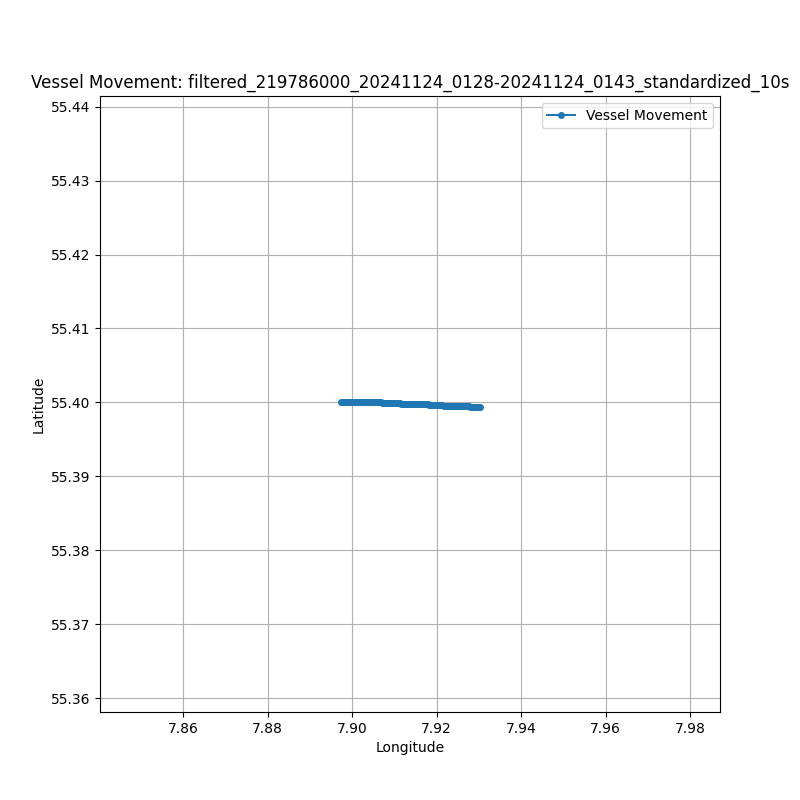 Vessel Movement: filtered_219786000_20241124_0128-20241124_0143_standardized_10s
Vessel Movement
55.44
55.43
55.42
55.41
55.40
55.39
55.38
55.37
55.36
Latitude
7.86 7.88 7.90 7.92 7.94 7.96 7.98
Longitude